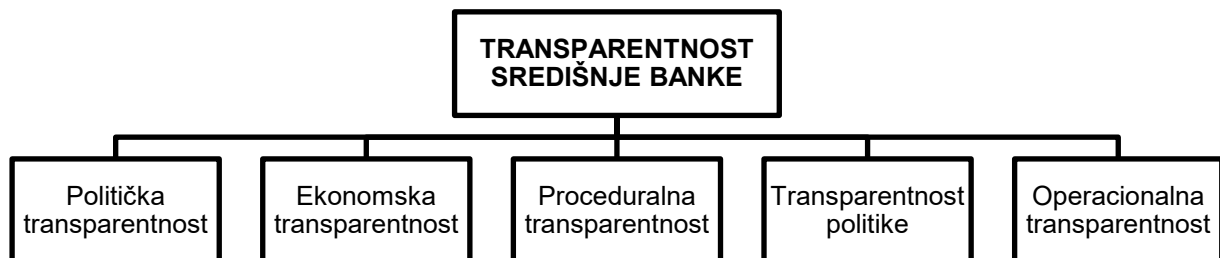 TRANSPARENTNOST
SREDIŠNJE BANKE
Politička
transparentnost
Ekonomska
transparentnost
Proceduralna
transparentnost
Transparentnost
politike
Operacionalna
transparentnost